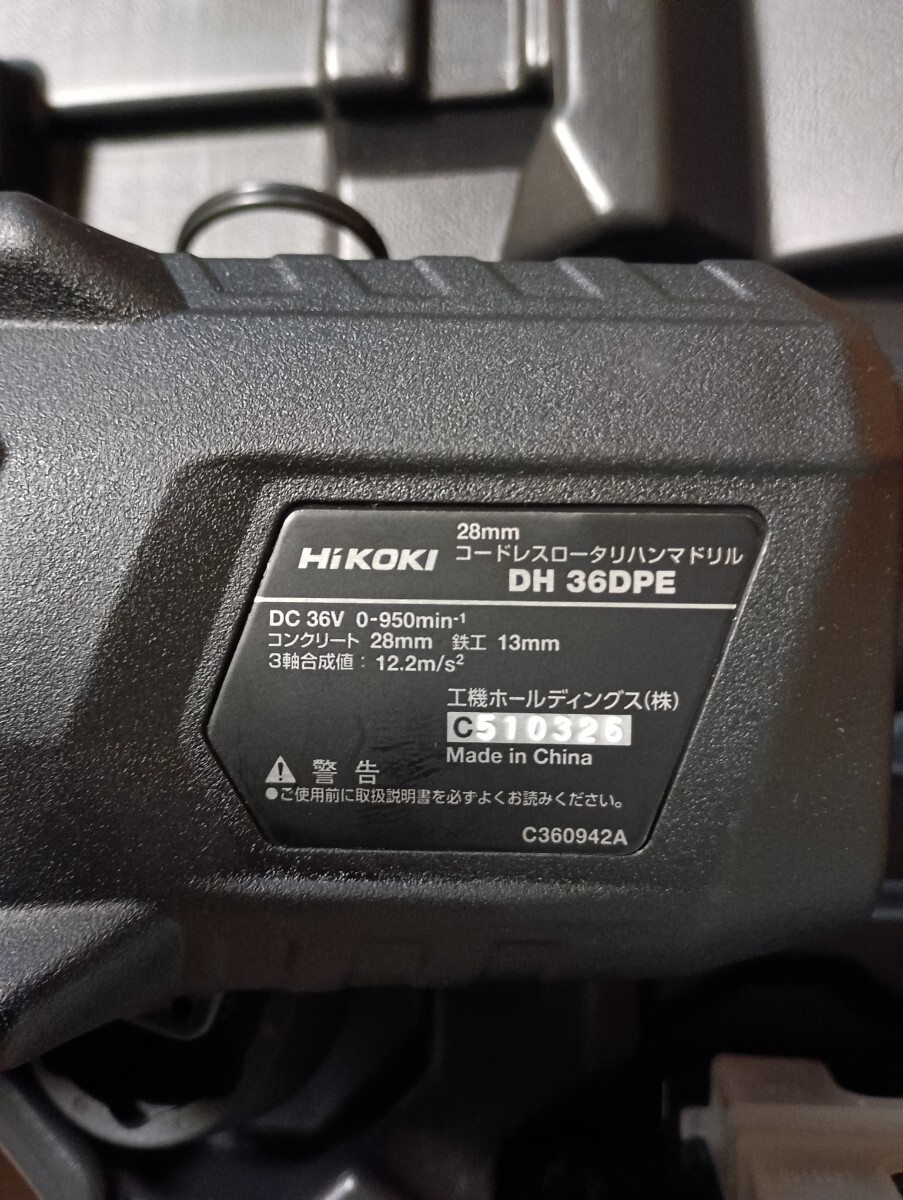 28mm
HiKOKI コードレスロータリハンマドリル
DH 36DPE
DC 36V 0-950min-1
コンクリート 28mm 鉄工 13mm
3軸合成値: 12.2m/s²
工機ホールディングス(株)
C510326
Made in China
⚠ 警告
●ご使用前に取扱説明書を必ずよくお読みください。
C360942A